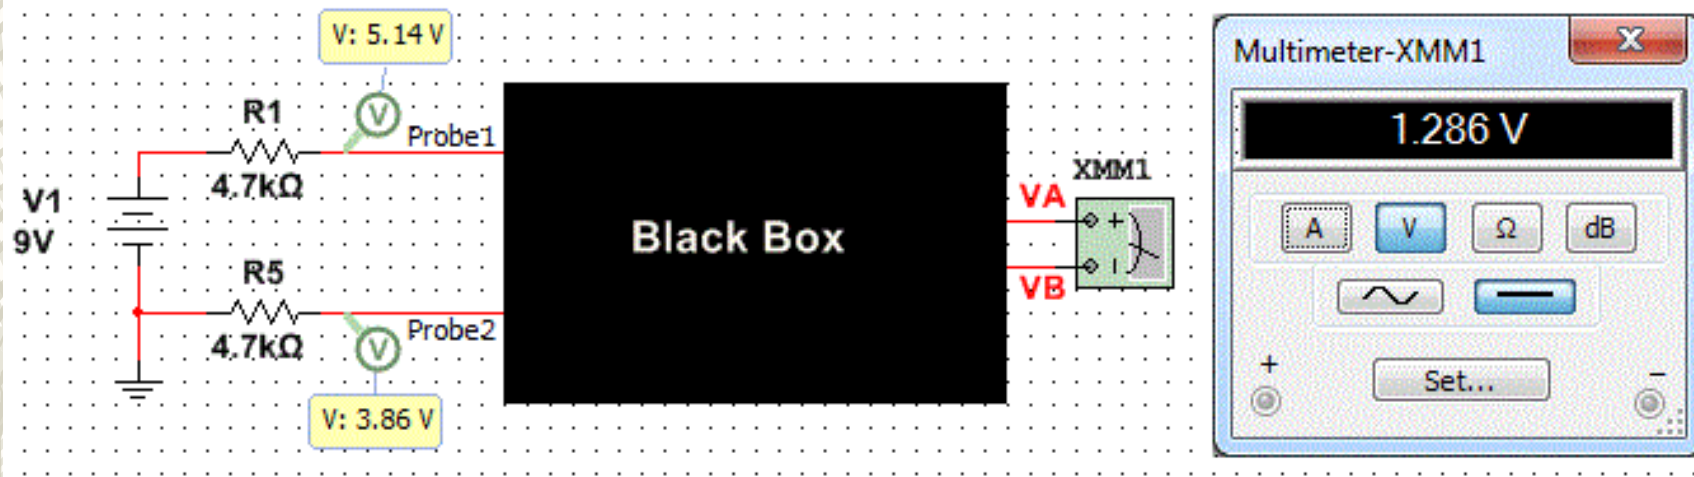 V: 5.14 V
R1
Probe1
4.7kΩ
V1
9V
R5
4.7kΩ
Probe2
V: 3.86 V
Black Box
XMM1
VA
VB
+
Multimeter-XMM1
1.286 V
A
V
Ω
dB
+
Set...
−
V
V